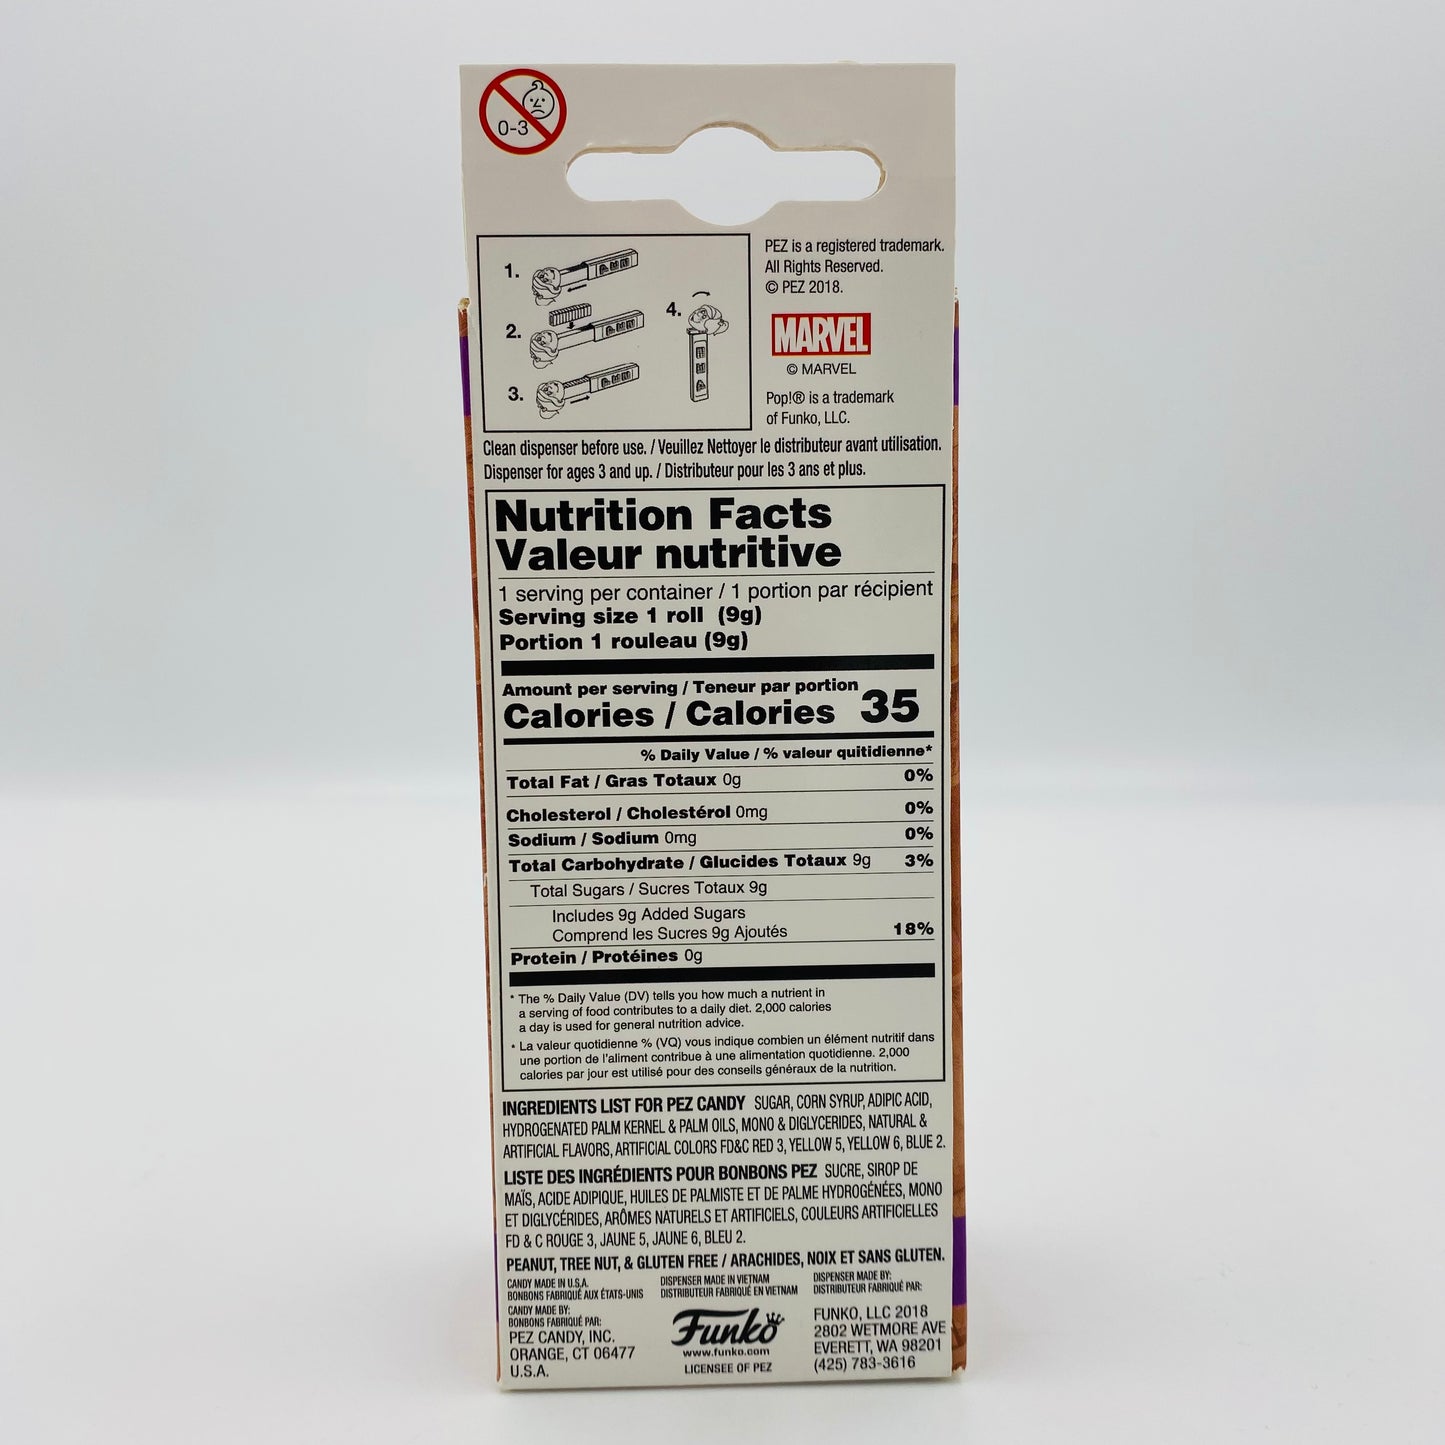 0-3
1.
2.
3.
4.
PEZ is a registered trademark.
All Rights Reserved.
© PEZ 2018.
MARVEL
© MARVEL
Pop!® is a trademark
of Funko, LLC.
Clean dispenser before use. / Veuillez Nettoyer le distributeur avant utilisation.
Dispenser for ages 3 and up. / Distributeur pour les 3 ans et plus.
Nutrition Facts
Valeur nutritive
1 serving per container / 1 portion par récipient
Serving size 1 roll (9g)
Portion 1 rouleau (9g)
Amount per serving / Teneur par portion
Calories / Calories 35
% Daily Value / % valeur quitidienne*
Total Fat / Gras Totaux 0g 0%
Cholesterol / Cholestérol 0mg 0%
Sodium / Sodium 0mg 0%
Total Carbohydrate / Glucides Totaux 9g 3%
Total Sugars / Sucres Totaux 9g
Includes 9g Added Sugars
Comprend les Sucres 9g Ajoutés 18%
Protein / Protéines 0g
* The % Daily Value (DV) tells you how much a nutrient in
a serving of food contributes to a daily diet. 2,000 calories
a day is used for general nutrition advice.
* La valeur quotidienne % (VQ) vous indique combien un élément nutritif dans
une portion de l'aliment contribue à une alimentation quotidienne. 2,000
calories par jour est utilisé pour des conseils généraux de la nutrition.
INGREDIENTS LIST FOR PEZ CANDY SUGAR, CORN SYRUP, ADIPIC ACID,
HYDROGENATED PALM KERNEL & PALM OILS, MONO & DIGLYCERIDES, NATURAL &
ARTIFICIAL FLAVORS, ARTIFICIAL COLORS FD&C RED 3, YELLOW 5, YELLOW 6, BLUE 2.
LISTE DES INGRÉDIENTS POUR BONBONS PEZ SUCRE, SIROP DE
MAÏS, ACIDE ADIPIQUE, HUILES DE PALMISTE ET DE PALME HYDROGÉNÉES, MONO
ET DIGLYCÉRIDES, ARÔMES NATURELS ET ARTIFICIELS, COULEURS ARTIFICIELLES
FD & C ROUGE 3, JAUNE 5, JAUNE 6, BLEU 2.
PEANUT, TREE NUT, & GLUTEN FREE / ARACHIDES, NOIX ET SANS GLUTEN.
CANDY MADE IN U.S.A.
BONBONS FABRIQUÉ AUX ÉTATS-UNIS
CANDY MADE BY:
BONBONS FABRIQUÉ PAR:
PEZ CANDY, INC.
ORANGE, CT 06477
U.S.A.
DISPENSER MADE IN VIETNAM
DISTRIBUTEUR FABRIQUÉ EN VIETNAM
Funko
www.funko.com
LICENSEE OF PEZ
DISPENSER MADE BY:
DISTRIBUTEUR FABRIQUÉ PAR:
FUNKO, LLC 2018
2802 WETMORE AVE
EVERETT, WA 98201
(425) 783-3616